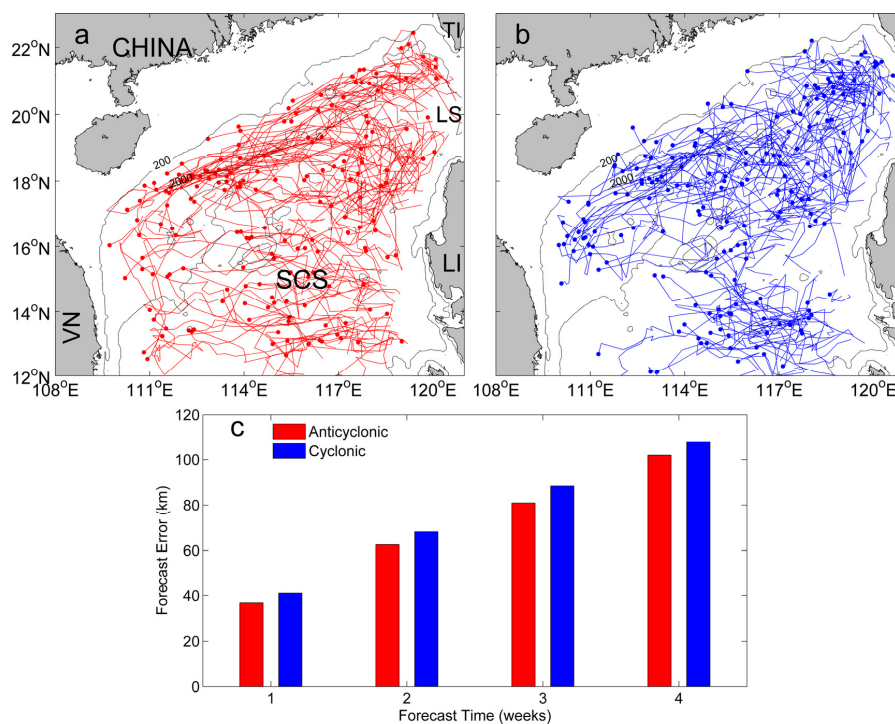 a
CHINA
TI
LS
200
2000
SCS
LI
VN
22°N
20°N
18°N
16°N
14°N
12°N
108°E
111°E
114°E
117°E
120°E
b
200
2000
108°E
111°E
114°E
117°E
120°E
c
Anticyclonic
Cyclonic
Forecast Error (km)
120
100
80
60
40
20
0
1
2
3
4
Forecast Time (weeks)